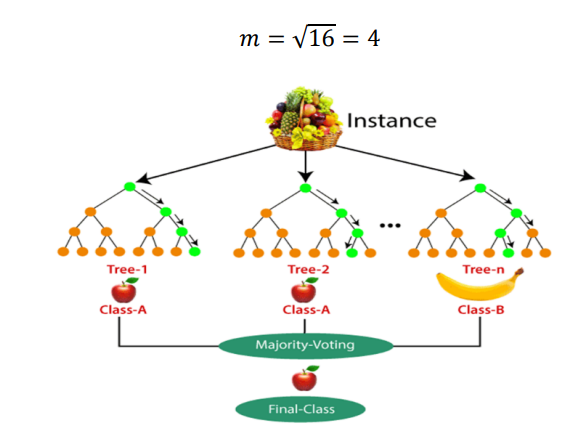 m = √16 = 4
Instance
...
Tree-1 Tree-2 Tree-n
Class-A Class-A Class-B
Majority-Voting
Final-Class